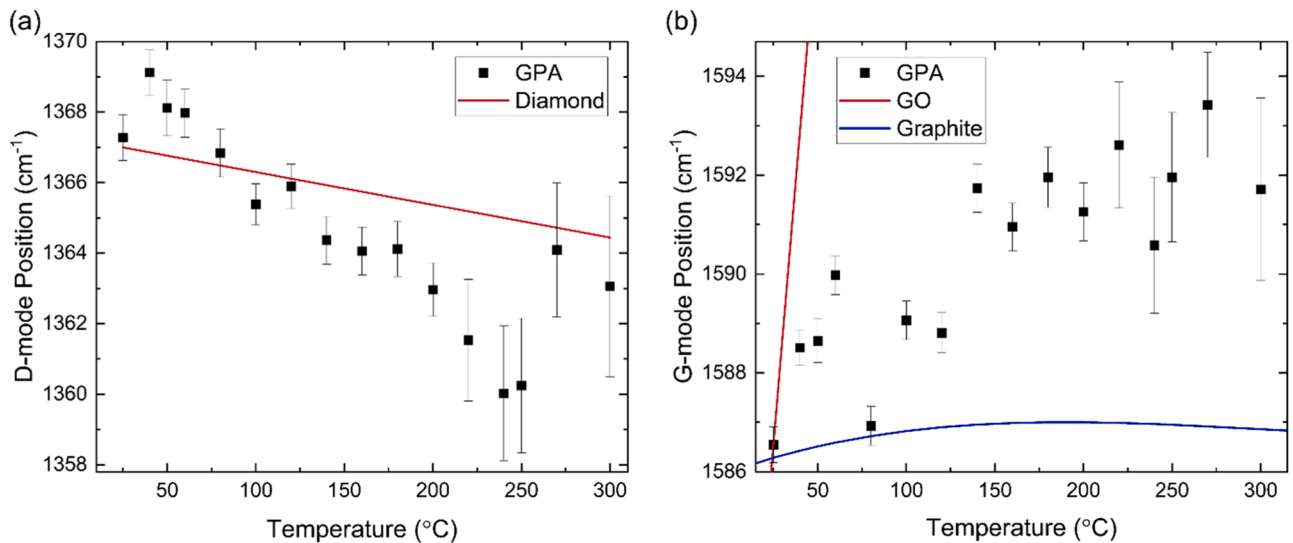 (a)
1370
1368
1366
1364
1362
1360
1358
D-mode Position (cm⁻¹)
GPA
Diamond
50
100
150
200
250
300
Temperature (°C)
(b)
1594
1592
1590
1588
1586
G-mode Position (cm⁻¹)
GPA
GO
Graphite
50
100
150
200
250
300
Temperature (°C)